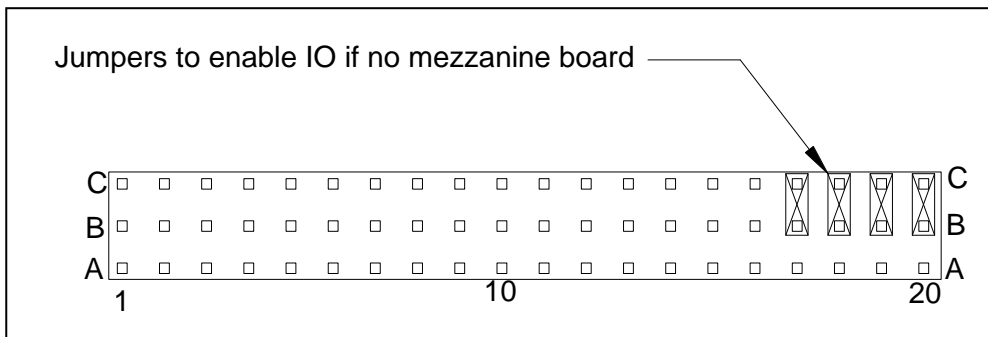 Jumpers to enable IO if no mezzanine board
C C
B B
A A
1 10 20